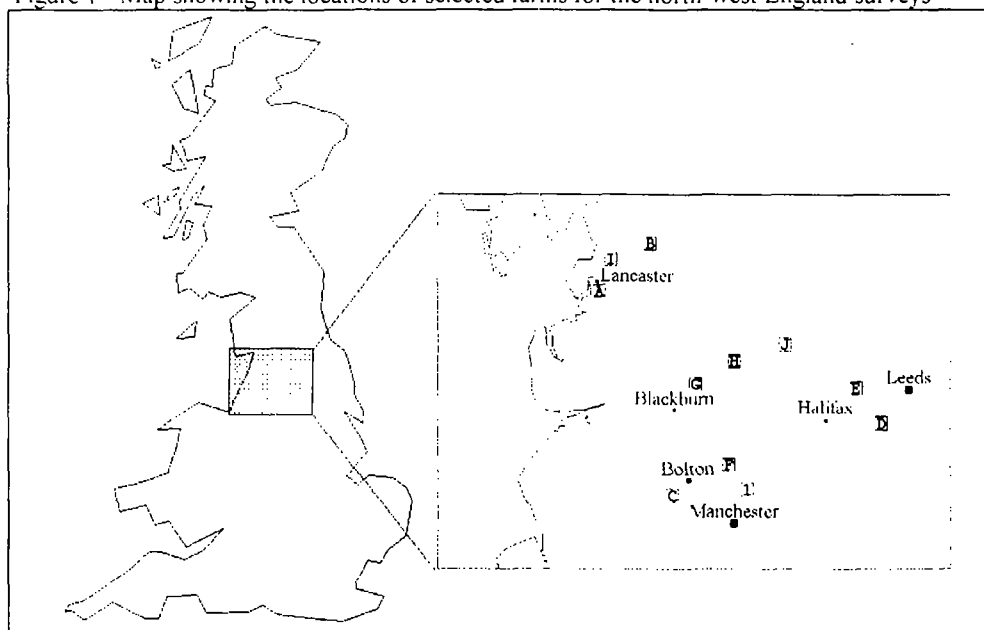 Figure 4 Map showing the locations of selected farms for the north-west England surveys
B
I
Lancaster
A
J
H
G
E
Leeds
Blackburn
Halifax
D
F
Bolton
C
1
Manchester